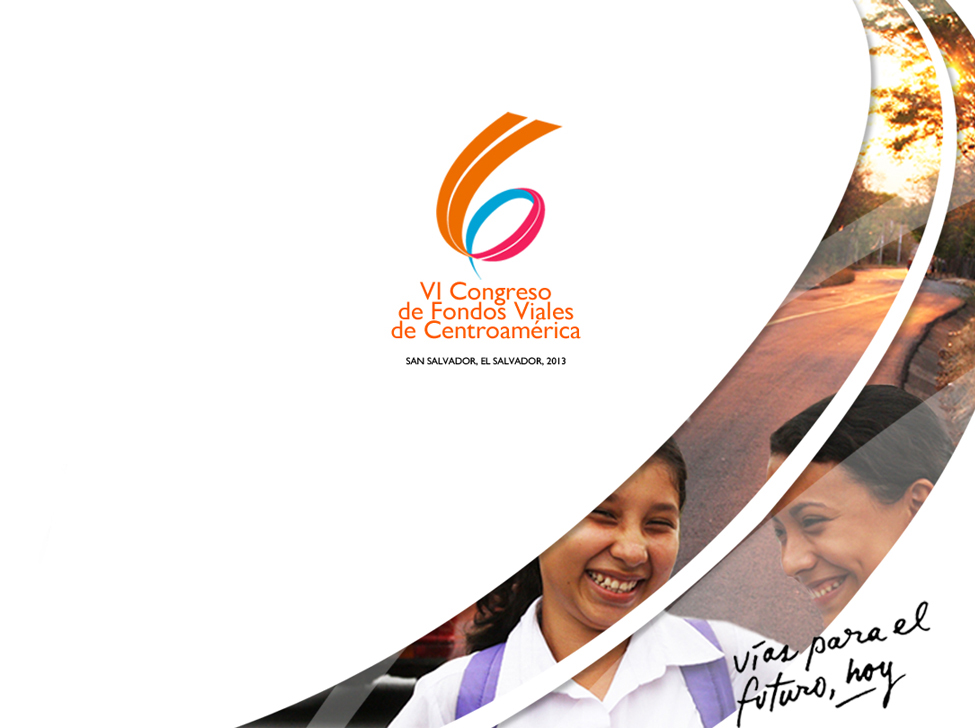 VI Congreso
de Fondos Viales
de Centroamérica
SAN SALVADOR, EL SALVADOR, 2013
vías para el
futuro, hoy